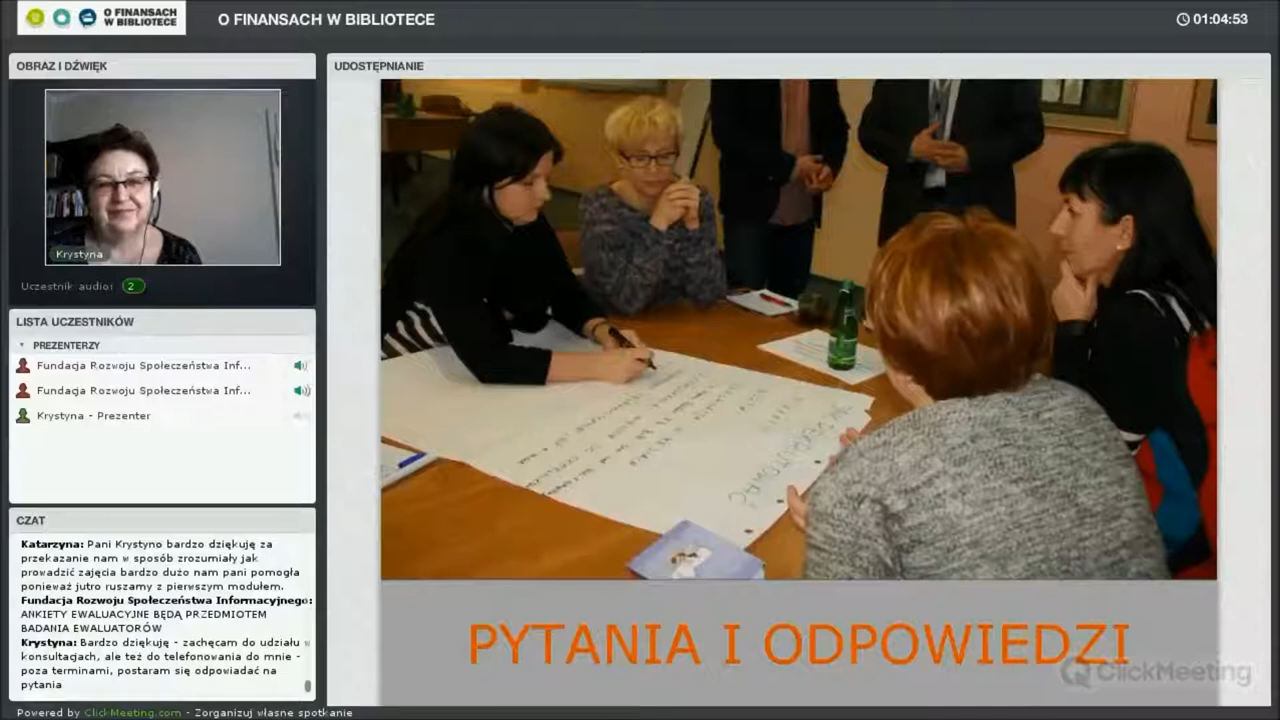 O FINANSACH
W BIBLIOTECE
O FINANSACH W BIBLIOTECE
01:04:53
OBRAZ I DŹWIĘK
Krystyna
Uczestnik audio: 2
LISTA UCZESTNIKÓW
PREZENTERZY
Fundacja Rozwoju Społeczeństwa Inf...
Fundacja Rozwoju Społeczeństwa Inf...
Krystyna - Prezenter
CZAT
Katarzyna: Pani Krystyno bardzo dziękuję za
przekazanie nam w sposób zrozumiały jak
prowadzić zajęcia bardzo dużo nam pani pomogła
ponieważ jutro ruszamy z pierwszym modułem.
Fundacja Rozwoju Społeczeństwa Informacyjnego:
ANKIETY EWALUACYJNE BĘDĄ PRZEDMIOTEM
BADANIA EWALUATORÓW
Krystyna: Bardzo dziękuję - zachęcam do udziału w
konsultacjach, ale też do telefonowania do mnie -
poza terminami, postaram się odpowiadać na
pytania
UDOSTĘPNIANIE
PYTANIA I ODPOWIEDZI
ClickMeeting
Powered by ClickMeeting.com - Zorganizuj własne spotkanie